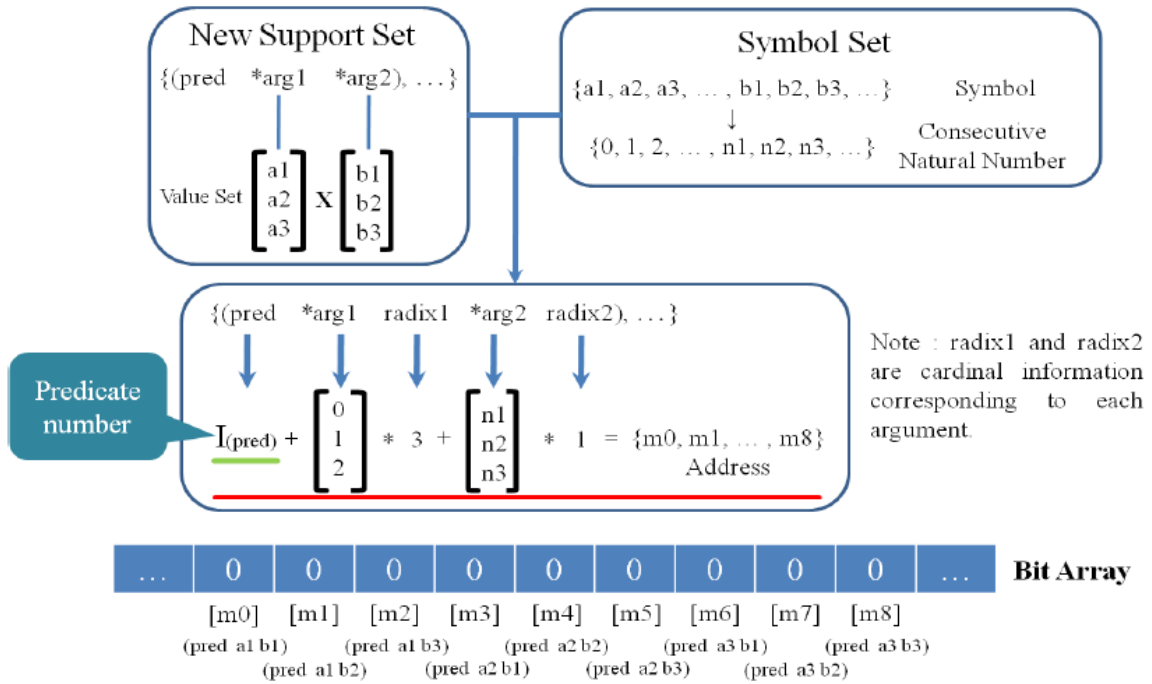 New Support Set
{(pred *arg1 *arg2), …}
Value Set
a1
a2
a3
X
b1
b2
b3
Symbol Set
{a1, a2, a3, … , b1, b2, b3, …} Symbol
↓
{0, 1, 2, … , n1, n2, n3, …} Consecutive
Natural Number
{(pred *arg1 radix1 *arg2 radix2), …}
Predicate
number
I(pred) +
0
1
2
* 3 +
n1
n2
n3
* 1 = {m0, m1, … , m8}
Address
Note : radix1 and radix2
are cardinal information
corresponding to each
argument.
… 0 0 0 0 0 0 0 0 0 … Bit Array
[m0] [m1] [m2] [m3] [m4] [m5] [m6] [m7] [m8]
(pred a1 b1) (pred a1 b3) (pred a2 b2) (pred a3 b1) (pred a3 b3)
(pred a1 b2) (pred a2 b1) (pred a2 b3) (pred a3 b2)